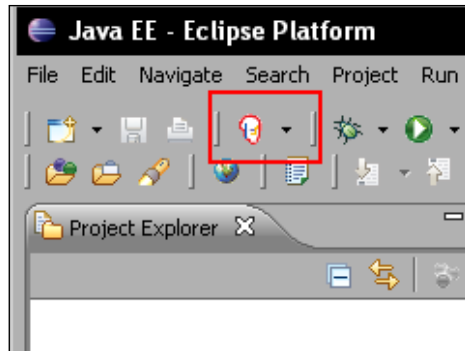 Java EE - Eclipse Platform
File Edit Navigate Search Project Run
Project Explorer